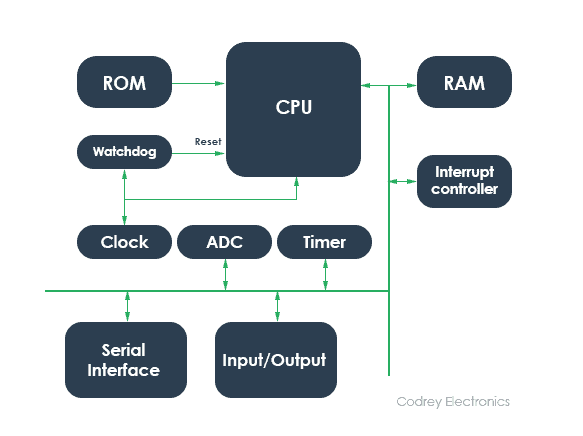 ROM
CPU
RAM
Reset
Watchdog
Interrupt
controller
Clock
ADC
Timer
Serial
Interface
Input/Output
Codrey Electronics